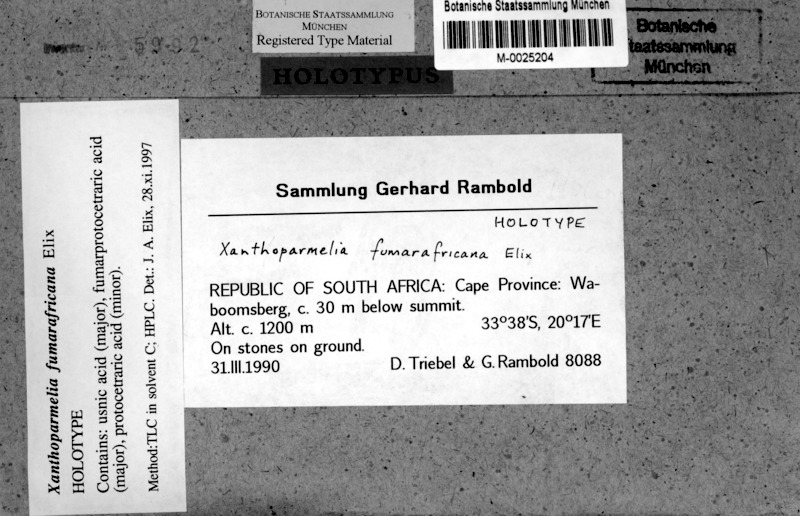 BOTANISCHE STAATSSAMMLUNG
MÜNCHEN
Registered Type Material
HOLOTYPUS
Botanische Staatssammlung München
M-0025204
Botanische
taatssammlung
München
Sammlung Gerhard Rambold
HOLOTYPE
Xanthoparmelia fumarafricana Elix
REPUBLIC OF SOUTH AFRICA: Cape Province: Wa-
boomsberg, c. 30 m below summit.
Alt. c. 1200 m 33°38'S, 20°17'E
On stones on ground.
31.III.1990 D. Triebel & G. Rambold 8088
Xanthoparmelia fumarafricana Elix
HOLOTYPE
Contains: usnic acid (major), fumarprotocetraric acid
(major), protocetraric acid (minor).
Method:TLC in solvent C; HPLC. Det.: J. A. Elix, 28.xi.1997